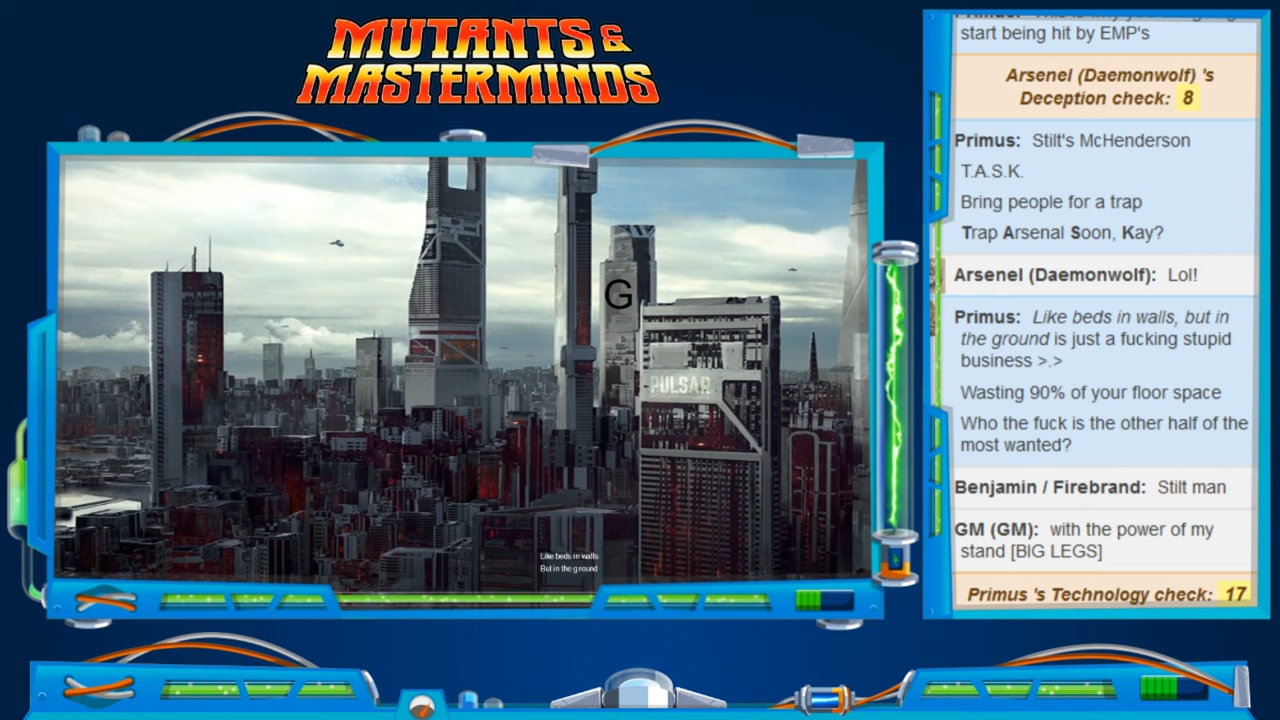 MUTANTS &
MASTERMINDS
G
PULSAR
Like beds in walls
But in the ground
start being hit by EMP's
Arsenel (Daemonwolf) 's
Deception check: 8
Primus: Stilt's McHenderson
T.A.S.K.
Bring people for a trap
Trap Arsenal Soon, Kay?
Arsenel (Daemonwolf): Lol!
Primus: Like beds in walls, but in
the ground is just a fucking stupid
business >.>
Wasting 90% of your floor space
Who the fuck is the other half of the
most wanted?
Benjamin / Firebrand: Stilt man
GM (GM): with the power of my
stand [BIG LEGS]
Primus 's Technology check: 17